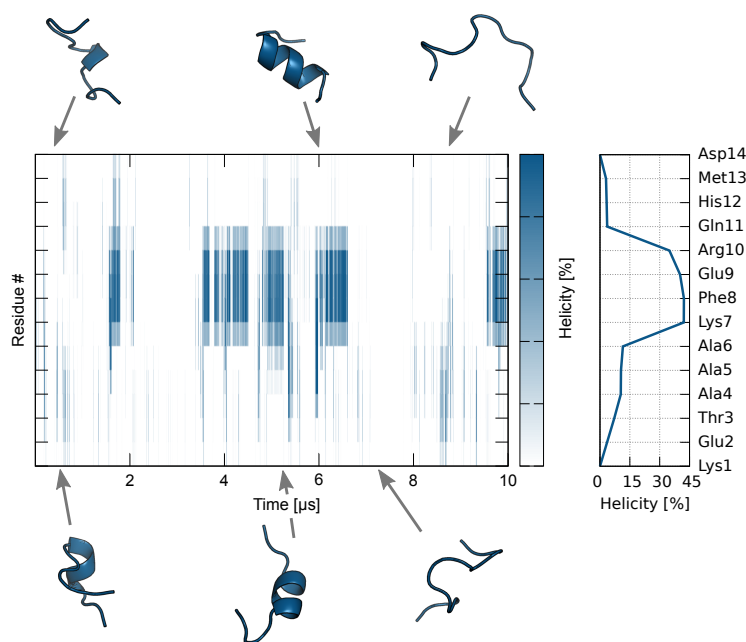 Residue #
2
4
6
8
10
Time [µs]
Helicity [%]
Asp14
Met13
His12
Gln11
Arg10
Glu9
Phe8
Lys7
Ala6
Ala5
Ala4
Thr3
Glu2
Lys1
0 15 30 45
Helicity [%]